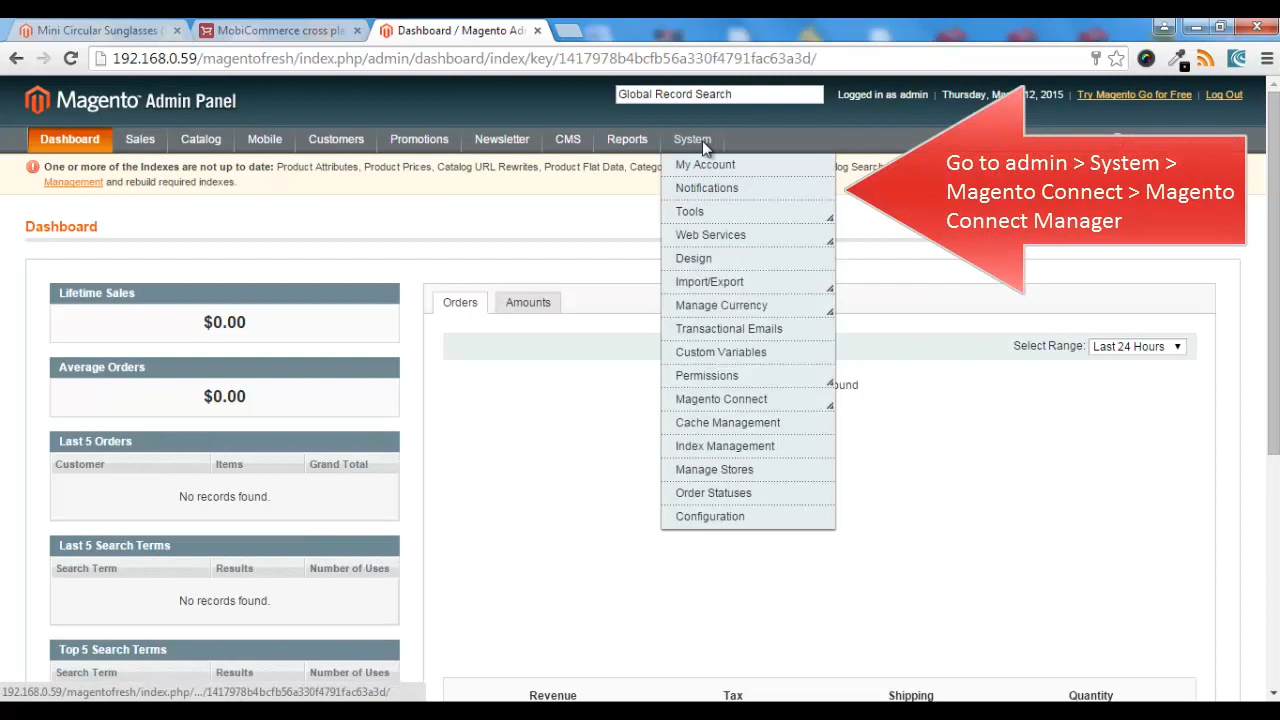 Mini Circular Sunglasses (
MobiCommerce cross pla
Dashboard / Magento Ad
192.168.0.59/magentofresh/index.php/admin/dashboard/index/key/1417978b4bcfb56a330f4791fac63a3d/
Magento Admin Panel
Global Record Search
Logged in as admin
Thursday, Ma 12, 2015
Try Magento Go for Free
Log Out
Dashboard Sales Catalog Mobile Customers Promotions Newsletter CMS Reports System
One or more of the Indexes are not up to date: Product Attributes, Product Prices, Catalog URL Rewrites, Product Flat Data, Catego
og Search
Management and rebuild required indexes.
My Account
Notifications
Tools
Web Services
Design
Import/Export
Manage Currency
Transactional Emails
Custom Variables
Permissions
Magento Connect
Cache Management
Index Management
Manage Stores
Order Statuses
Configuration
Go to admin > System >
Magento Connect > Magento
Connect Manager
Dashboard
Lifetime Sales
$0.00
Average Orders
$0.00
Last 5 Orders
Customer Items Grand Total
No records found.
Last 5 Search Terms
Search Term Results Number of Uses
No records found.
Top 5 Search Terms
Search Term Results Number of Uses
Orders Amounts
Select Range: Last 24 Hours
ound
Revenue Tax Shipping Quantity
192.168.0.59/magentofresh/index.php/.../1417978b4bcfb56a330f4791fac63a3d/